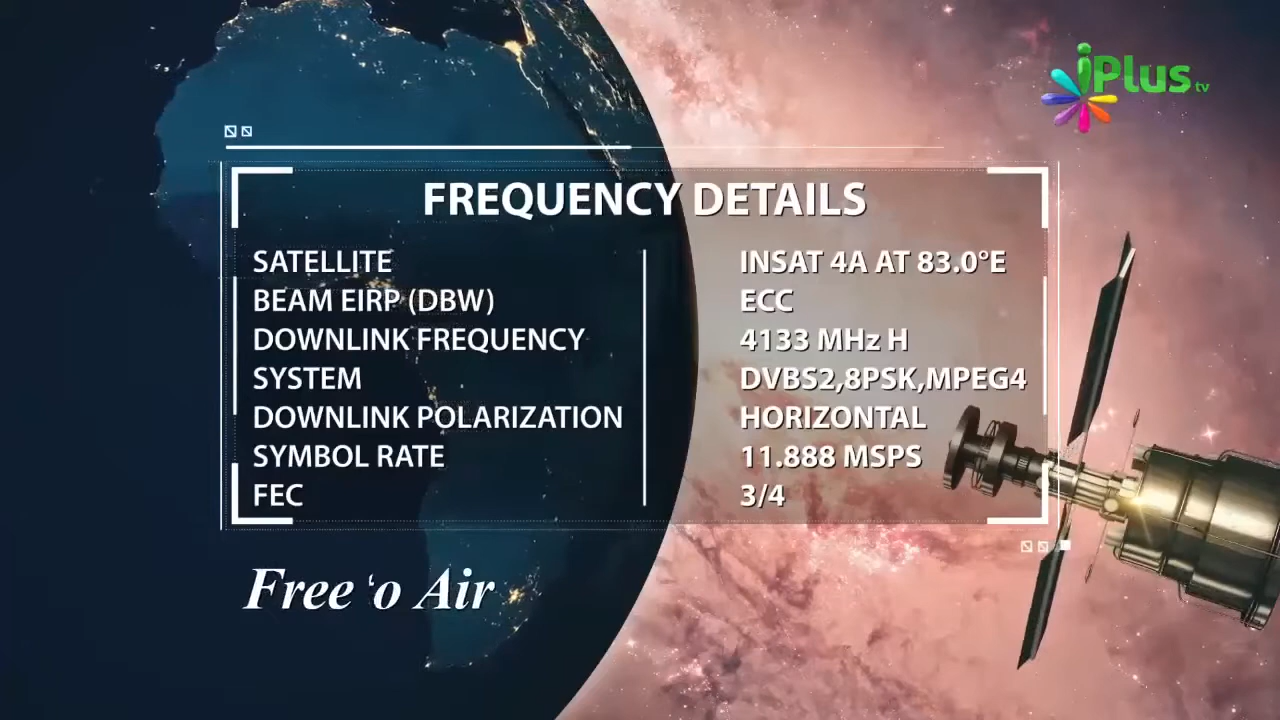 iPlus tv
FREQUENCY DETAILS
SATELLITE INSAT 4A AT 83.0°E
BEAM EIRP (DBW) ECC
DOWNLINK FREQUENCY 4133 MHz H
SYSTEM DVBS2,8PSK,MPEG4
DOWNLINK POLARIZATION HORIZONTAL
SYMBOL RATE 11.888 MSPS
FEC 3/4
Free 'o Air